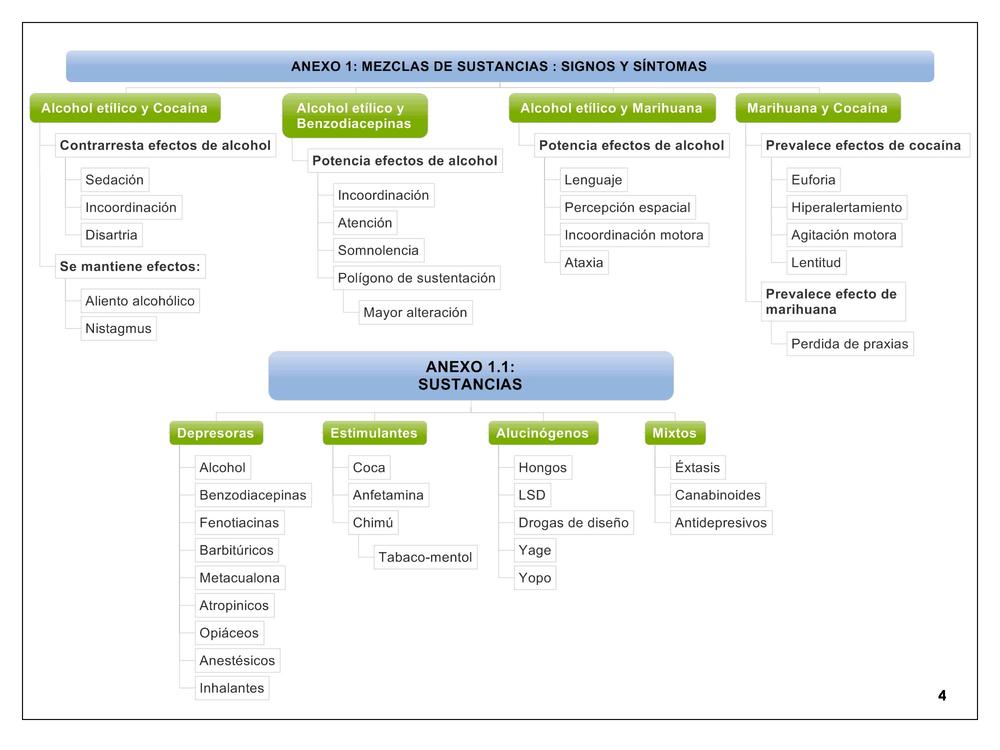 ANEXO 1: MEZCLAS DE SUSTANCIAS : SIGNOS Y SÍNTOMAS
Alcohol etílico y Cocaína
Contrarresta efectos de alcohol
Sedación
Incoordinación
Disartria
Se mantiene efectos:
Aliento alcohólico
Nistagmus
Alcohol etílico y
Benzodiacepinas
Potencia efectos de alcohol
Incoordinación
Atención
Somnolencia
Polígono de sustentación
Mayor alteración
Alcohol etílico y Marihuana
Potencia efectos de alcohol
Lenguaje
Percepción espacial
Incoordinación motora
Ataxia
Marihuana y Cocaína
Prevalece efectos de cocaína
Euforia
Hiperalertamiento
Agitación motora
Lentitud
Prevalece efecto de
marihuana
Perdida de praxias
ANEXO 1.1:
SUSTANCIAS
Depresoras
Alcohol
Benzodiacepinas
Fenotiacinas
Barbitúricos
Metacualona
Atropinicos
Opiáceos
Anestésicos
Inhalantes
Estimulantes
Coca
Anfetamina
Chimú
Tabaco-mentol
Alucinógenos
Hongos
LSD
Drogas de diseño
Yage
Yopo
Mixtos
Éxtasis
Canabinoides
Antidepresivos
4